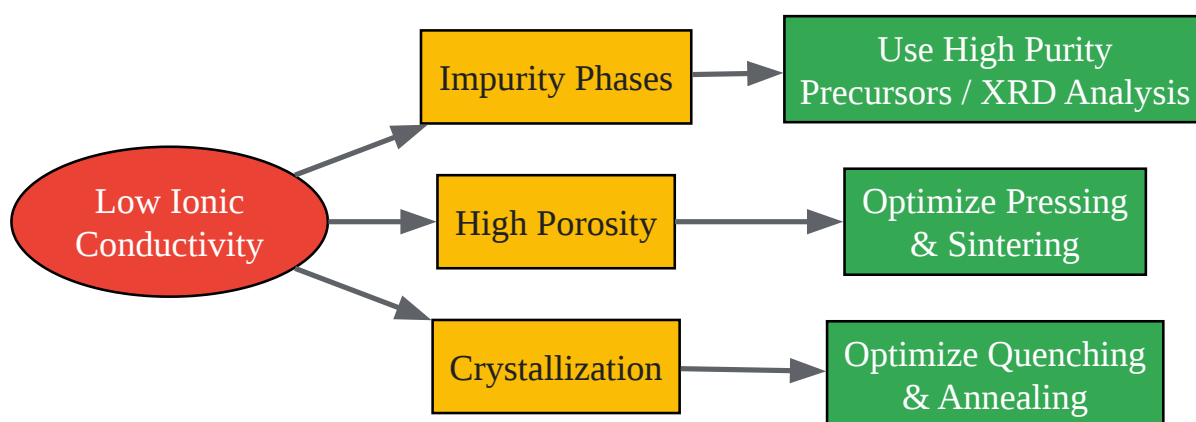 Low Ionic
Conductivity
Impurity Phases
Use High Purity
Precursors / XRD Analysis
High Porosity
Optimize Pressing
& Sintering
Crystallization
Optimize Quenching
& Annealing